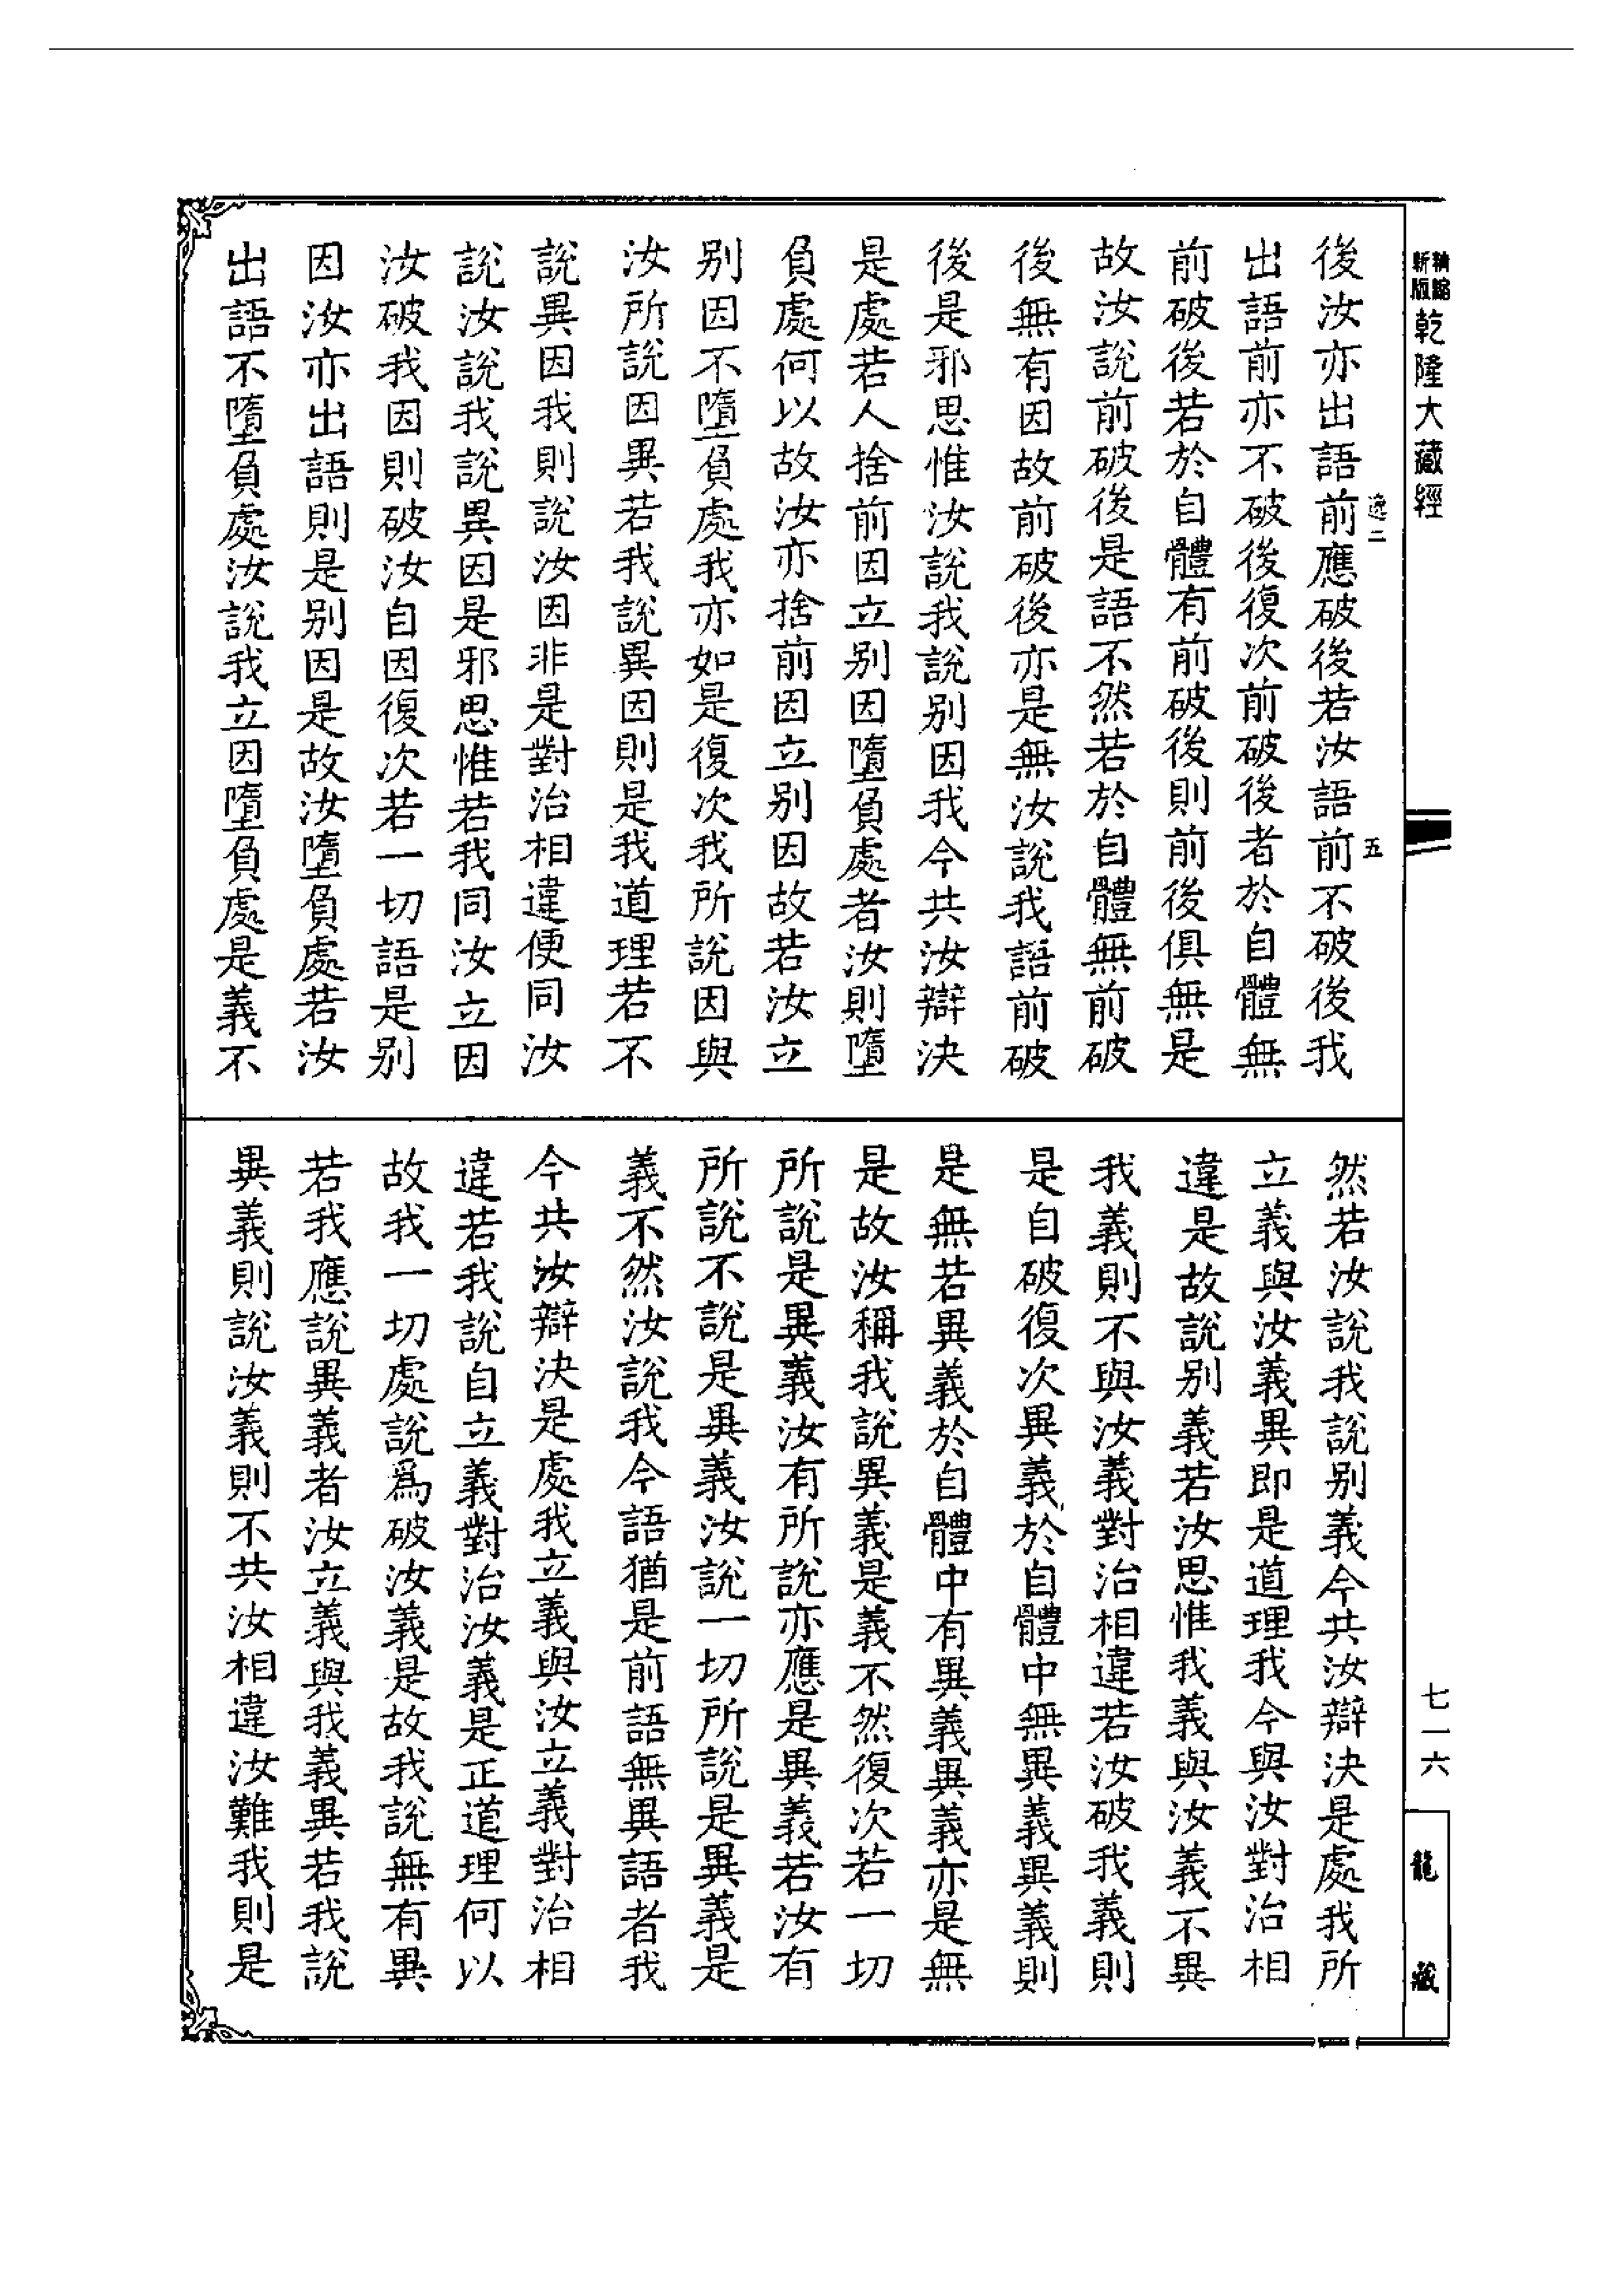 新版精縮乾隆大藏經
逸二
五
後汝亦出語前應破後若汝語前不破後我
出語前亦不破後復次前破後者於自體無
前破後若於自體有前破後則前後俱無是
故汝說前破後是語不然若於自體無前破
後無有因故前破後亦是無汝說我語前破
後是邪思惟汝說我說別因我今共汝辯決
是處若人捨前因立別因墮負處者汝則墮
負處何以故汝亦捨前因立別因故若汝立
別因不墮負處我亦如是復次我所說因與
汝所說因異若我說異因則是我道理若不
說異因我則說汝因非是對治相違便同汝
說汝說我說異因是邪思惟若我同汝立因
汝破我因則破汝自因復次若一切語是別
因汝亦出語則是別因是故汝墮負處若汝
出語不墮負處汝說我立因墮負處是義不
然若汝說我說別義今共汝辯決是處我所
立義與汝義異即是道理我今與汝對治相
違是故說別義若汝思惟我義與汝義不異
我義則不與汝義對治相違若汝破我義則
是自破復次異義於自體中無異義異義則
是無若異義於自體中有異義異義亦是無
是故汝稱我說異義是義不然復次若一切
所說是異義汝有所說亦應是異義若汝有
所說不說是異義汝說一切所說是異義是
義不然汝說我今語猶是前語無異語者我
今共汝辯決是處我立義與汝立義對治相
違若我說自立義對治汝義是正道理何以
故我一切處說爲破汝義是故我說無有異
若我應說異義者汝立義與我義異若我說
異義則說汝義則不共汝相違汝難我則是
七一六
龍藏